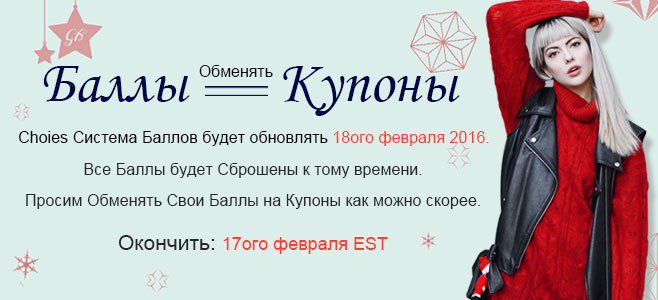 GB
Обменять
Баллы Купоны
Choies Система Баллов будет обновлять 18ого февраля 2016.
Все Баллы будет Сброшены к тому времени.
Просим Обменять Свои Баллы на Купоны как можно скорее.
Окончить: 17ого февраля EST